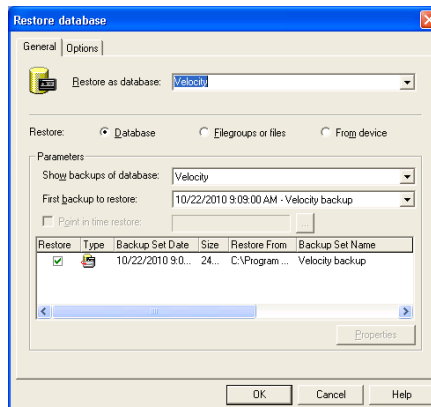 Restore database
General Options
Restore as database: Velocity
Restore: Database Filegroups or files From device
Parameters
Show backups of database: Velocity
First backup to restore: 10/22/2010 9:09:00 AM - Velocity backup
Point in time restore: ...
Restore Type Backup Set Date Size Restore From Backup Set Name
10/22/2010 9:0... 24... C:\Program ... Velocity backup
Properties
OK Cancel Help